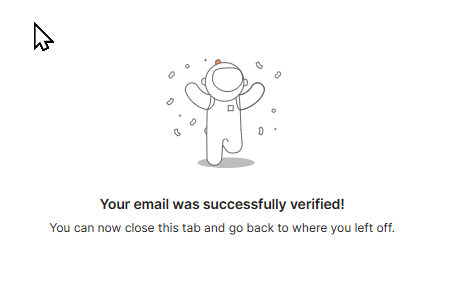 Your email was successfully verified!
You can now close this tab and go back to where you left off.